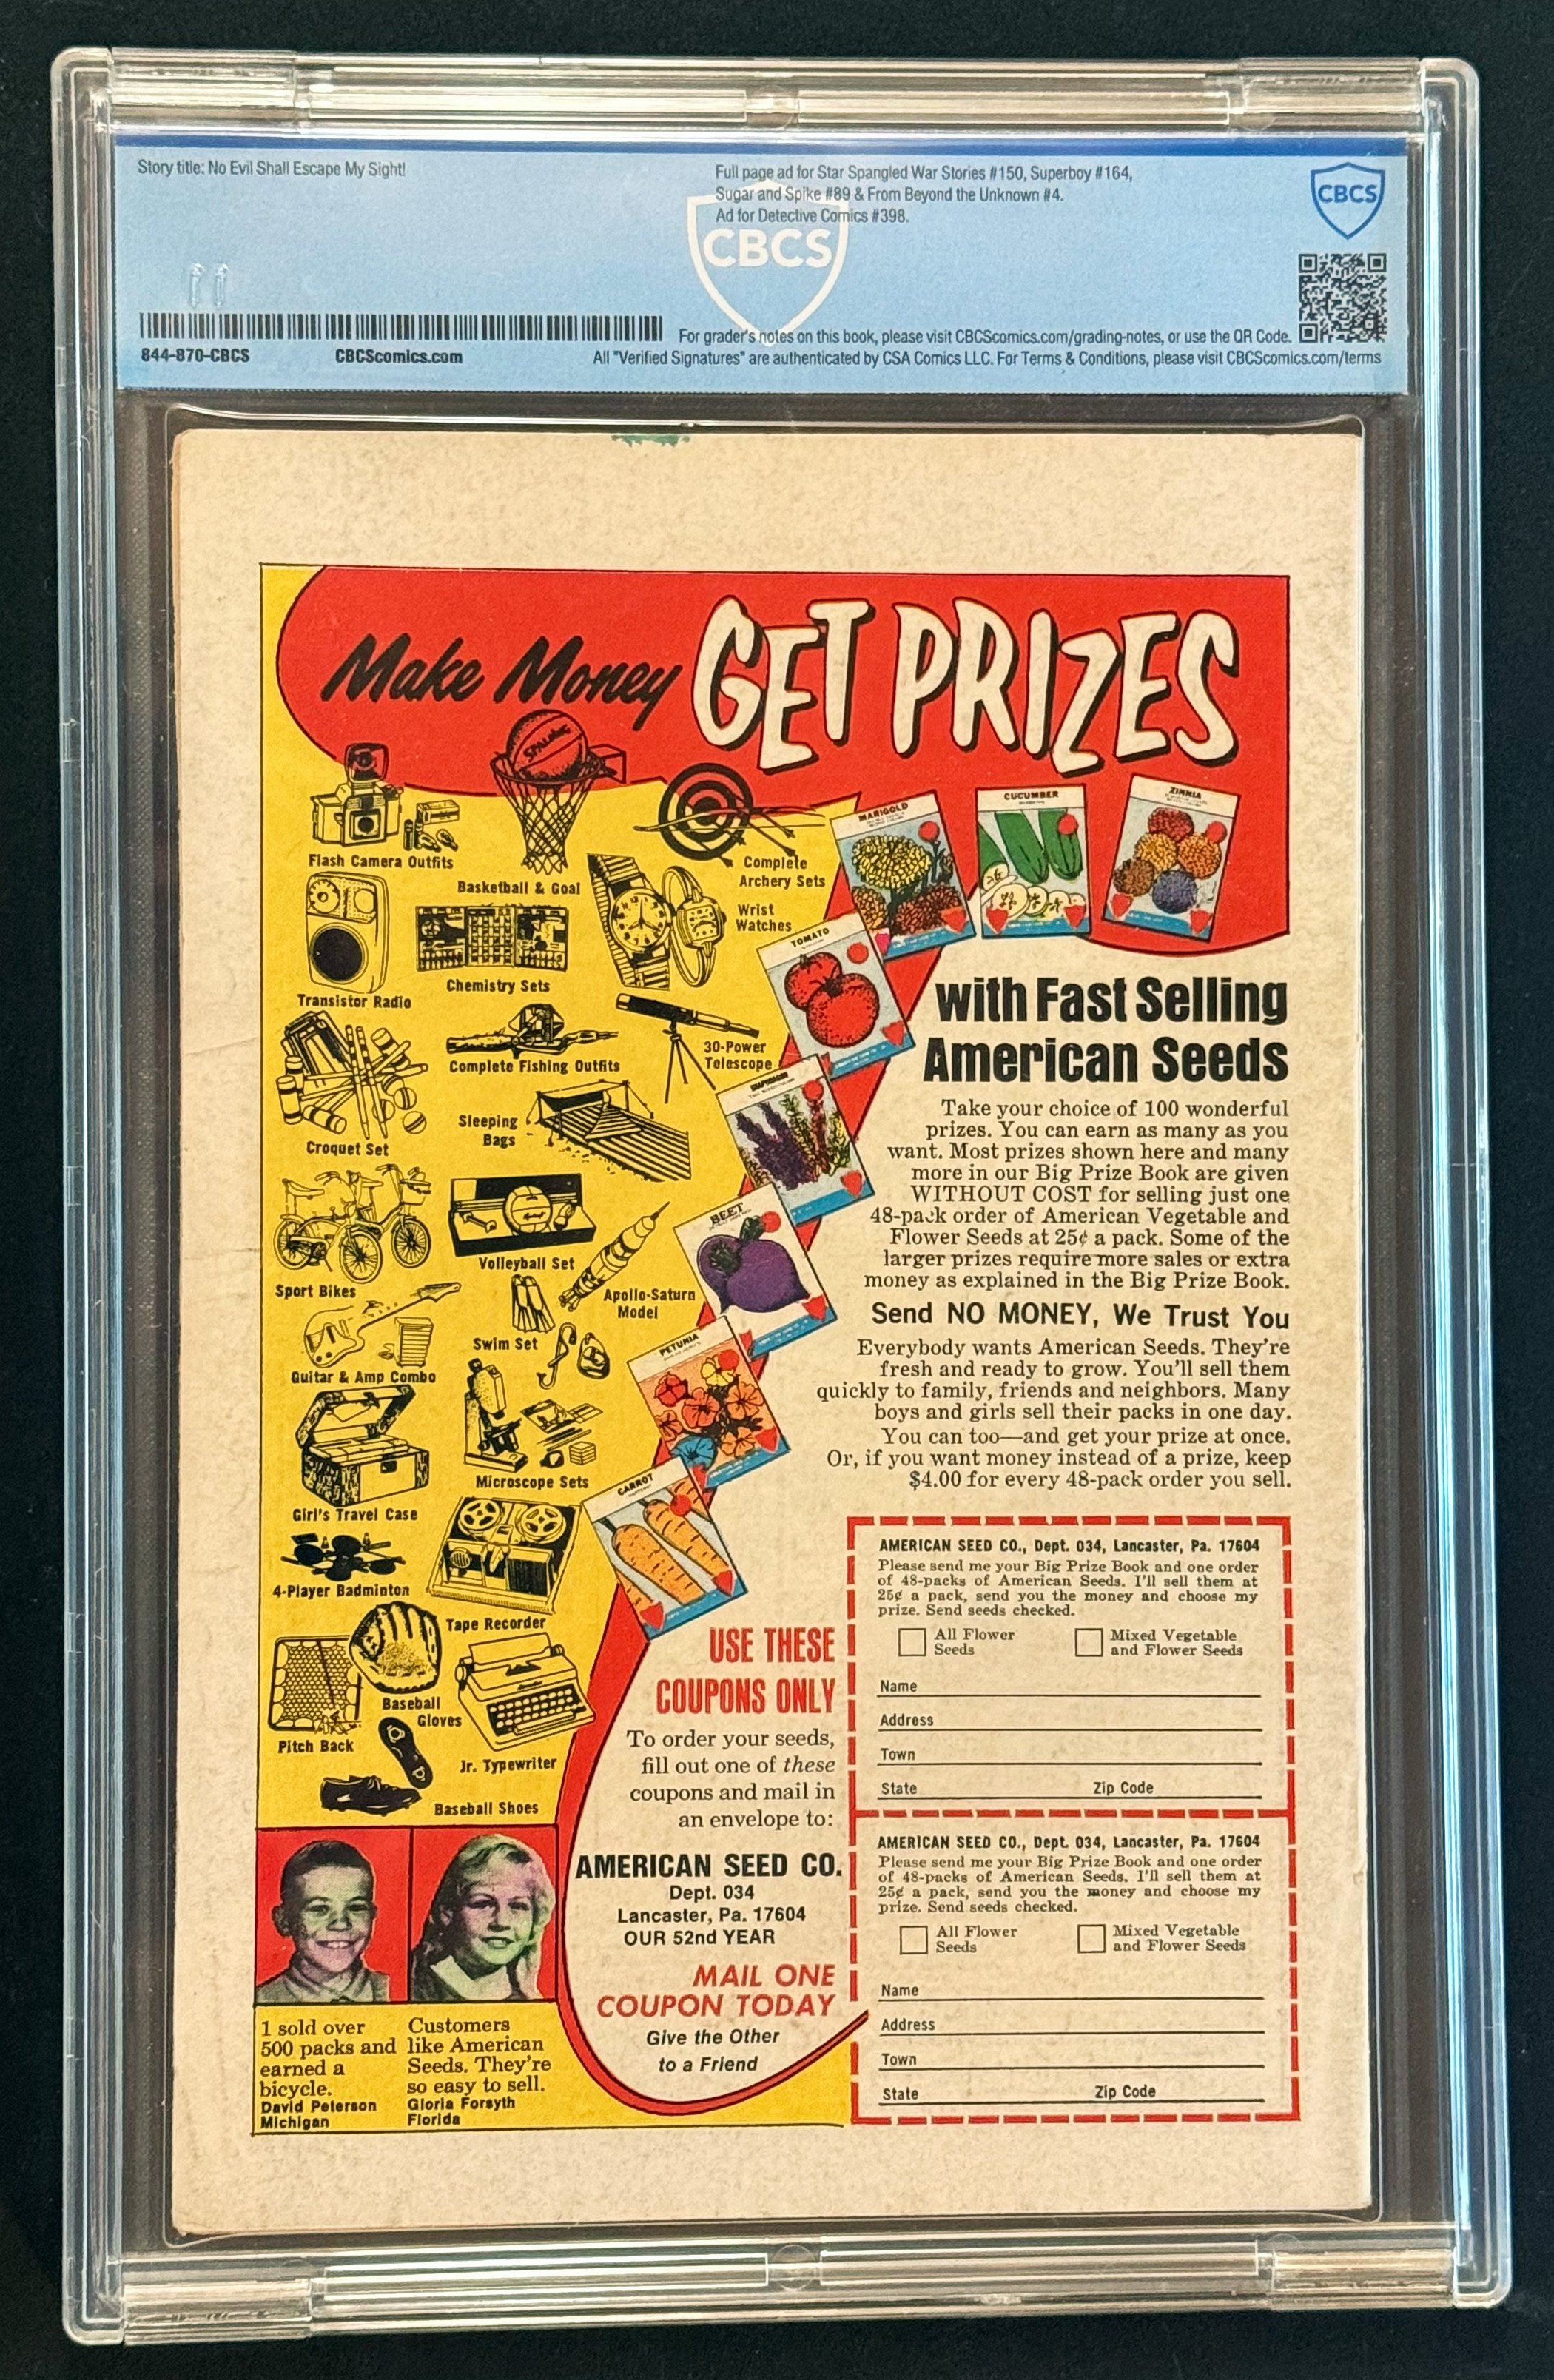 Story title: No Evil Shall Escape My Sight!
Full page ad for Star Spangled War Stories #150, Superboy #164,
Sugar and Spike #89 & From Beyond the Unknown #4.
Ad for Detective Comics #398.
CBCS
CBCS
For grader's notes on this book, please visit CBCScomics.com/grading-notes, or use the QR Code.
844-870-CBCS
CBCScomics.com
All "Verified Signatures" are authenticated by CSA Comics LLC. For Terms & Conditions, please visit CBCScomics.com/terms
Make Money GET PRIZES
SPALDING
Flash Camera Outfits
Basketball & Goal
Complete
Archery Sets
MARIGOLD
CUCUMBER
ZINNIA
Transistor Radio
Chemistry Sets
Wrist
Watches
TOMATO
Croquet Set
Complete Fishing Outfits
30-Power
Telescope
SNAPDRAGON
Sleeping
Bags
Sport Bikes
Volleyball Set
BEET
Apollo-Saturn
Model
Swim Set
PETUNIA
Guitar & Amp Combo
Microscope Sets
Girl's Travel Case
CARROT
4-Player Badminton
Tape Recorder
Baseball
Gloves
Pitch Back
Jr. Typewriter
Baseball Shoes
with Fast Selling
American Seeds
Take your choice of 100 wonderful
prizes. You can earn as many as you
want. Most prizes shown here and many
more in our Big Prize Book are given
WITHOUT COST for selling just one
48-pack order of American Vegetable and
Flower Seeds at 25¢ a pack. Some of the
larger prizes require more sales or extra
money as explained in the Big Prize Book.
Send NO MONEY, We Trust You
Everybody wants American Seeds. They're
fresh and ready to grow. You'll sell them
quickly to family, friends and neighbors. Many
boys and girls sell their packs in one day.
You can too—and get your prize at once.
Or, if you want money instead of a prize, keep
$4.00 for every 48-pack order you sell.
USE THESE
COUPONS ONLY
To order your seeds,
fill out one of these
coupons and mail in
an envelope to:
AMERICAN SEED CO.
Dept. 034
Lancaster, Pa. 17604
OUR 52nd YEAR
MAIL ONE
COUPON TODAY
Give the Other
to a Friend
AMERICAN SEED CO., Dept. 034, Lancaster, Pa. 17604
Please send me your Big Prize Book and one order
of 48-packs of American Seeds. I'll sell them at
25¢ a pack, send you the money and choose my
prize. Send seeds checked.
All Flower
Seeds
Mixed Vegetable
and Flower Seeds
Name
Address
Town
State Zip Code
AMERICAN SEED CO., Dept. 034, Lancaster, Pa. 17604
Please send me your Big Prize Book and one order
of 48-packs of American Seeds. I'll sell them at
25¢ a pack, send you the money and choose my
prize. Send seeds checked.
All Flower
Seeds
Mixed Vegetable
and Flower Seeds
Name
Address
Town
State Zip Code
I sold over
500 packs and
earned a
bicycle.
David Peterson
Michigan
Customers
like American
Seeds. They're
so easy to sell.
Gloria Forsyth
Florida